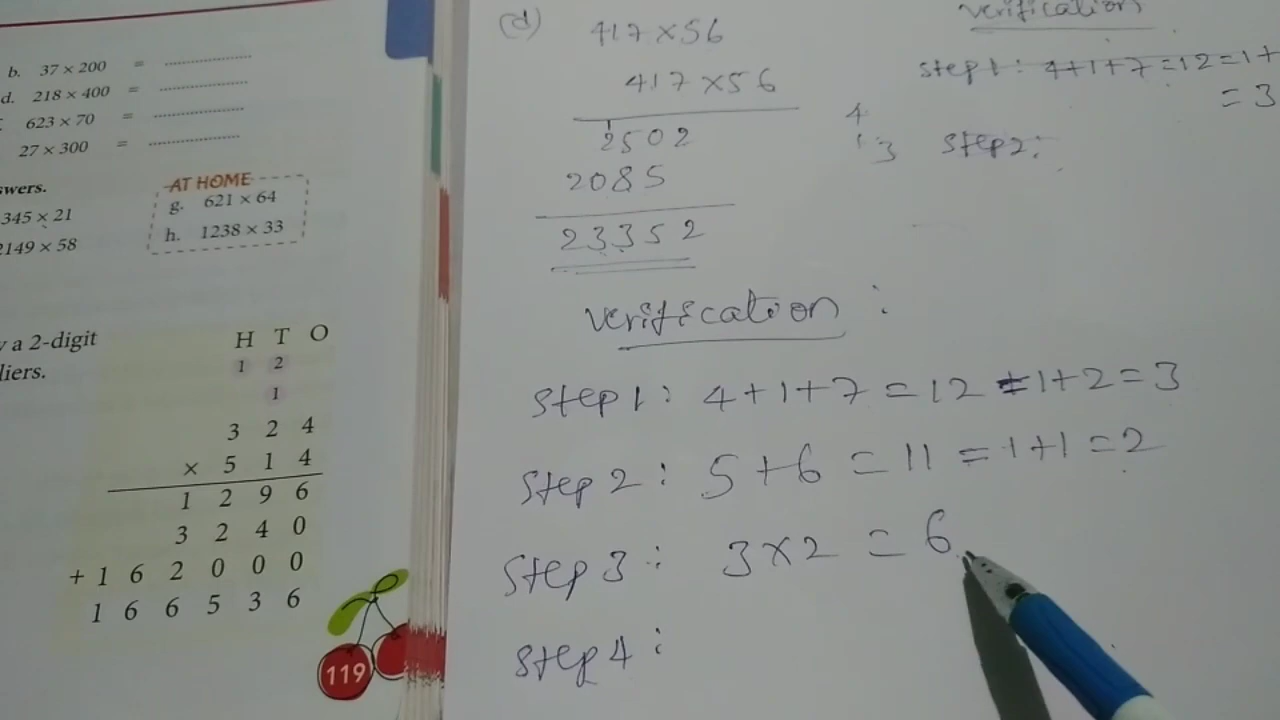 b. 37 × 200 = ....................
d. 218 × 400 = ....................
623 × 70 = ....................
27 × 300 = ....................
swers.
345 × 21
2149 × 58
AT HOME
g. 621 × 64
h. 1238 × 33
y a 2-digit
liers.
H T O
1 2
1
3 2 4
× 5 1 4
1 2 9 6
3 2 4 0
+ 1 6 2 0 0 0
1 6 6 5 3 6
119
(d) 417 × 56
417 × 56
2502
2085
23352
verification
step 1: 4+1+7=12=1+
= 3
4
1 3
step 2:
verification :
step 1: 4+1+7=12=1+2=3
step 2: 5+6=11=1+1=2
step 3: 3×2=6
step 4: